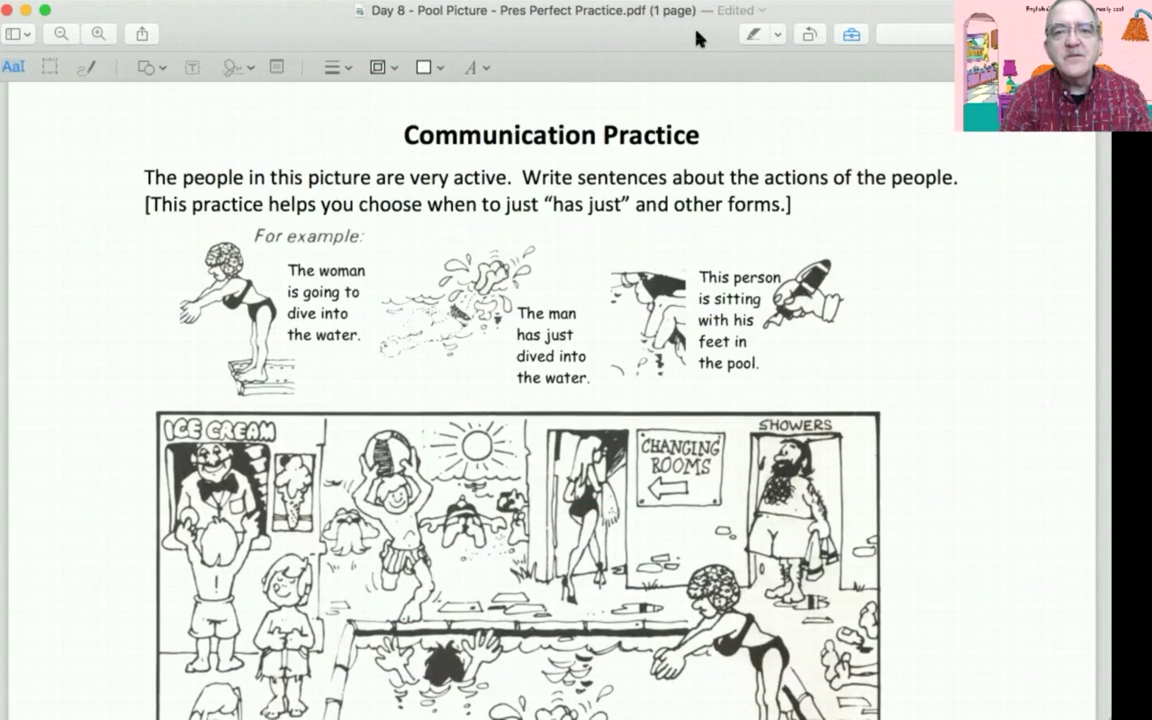 Day 8 - Pool Picture - Pres Perfect Practice.pdf (1 page) — Edited
AaI
A
Communication Practice
The people in this picture are very active. Write sentences about the actions of the people.
[This practice helps you choose when to just “has just” and other forms.]
For example:
The woman
is going to
dive into
the water.
The man
has just
dived into
the water.
This person
is sitting
with his
feet in
the pool.
ICE CREAM
CHANGING
ROOMS
SHOWERS